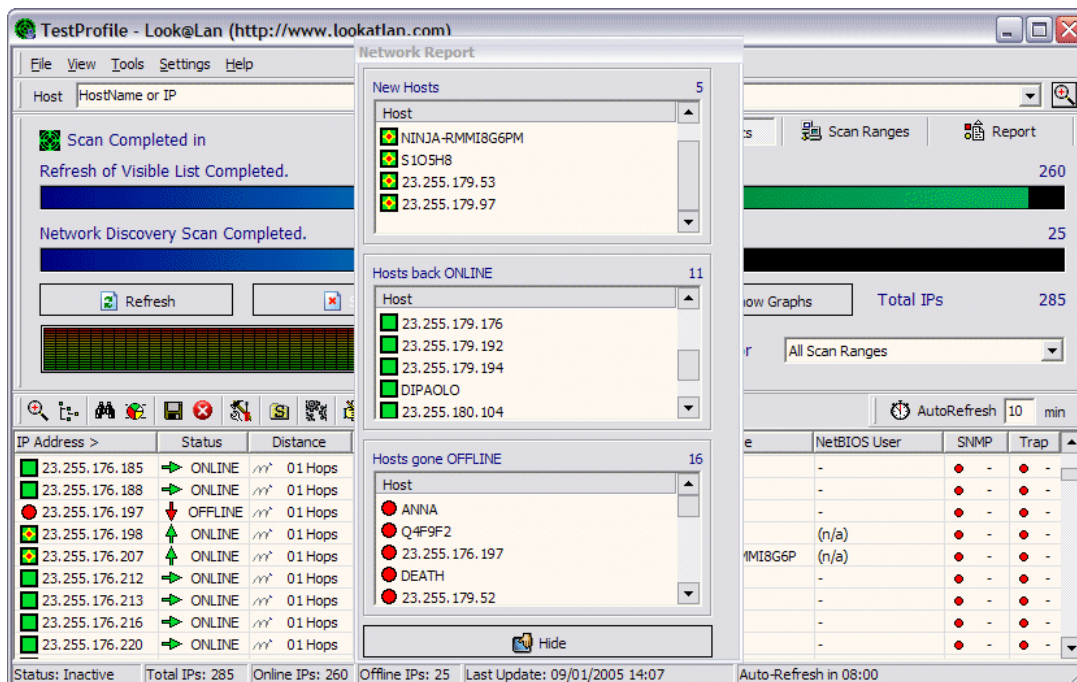 TestProfile - Look@Lan (http://www.lookatlan.com)
File View Tools Settings Help
Host HostName or IP
Scan Completed in
Refresh of Visible List Completed.
Network Discovery Scan Completed.
Refresh
Network Report
New Hosts 5
Host
NINJA-RMMI8G6PM
S1O5H8
23.255.179.53
23.255.179.97
Hosts back ONLINE 11
Host
23.255.179.176
23.255.179.192
23.255.179.194
DIPAOLO
23.255.180.104
Hosts gone OFFLINE 16
Host
ANNA
Q4F9F2
23.255.176.197
DEATH
23.255.179.52
Hide
Scan Ranges Report
260
25
Graphs Total IPs 285
All Scan Ranges
AutoRefresh 10 min
IP Address > Status Distance NetBIOS User SNMP Trap
23.255.176.185 ONLINE 01 Hops - - -
23.255.176.188 ONLINE 01 Hops - - -
23.255.176.197 OFFLINE 01 Hops - - -
23.255.176.198 ONLINE 01 Hops (n/a) - -
23.255.176.207 ONLINE 01 Hops MMI8G6P (n/a) - -
23.255.176.212 ONLINE 01 Hops - - -
23.255.176.213 ONLINE 01 Hops - - -
23.255.176.216 ONLINE 01 Hops - - -
23.255.176.220 ONLINE 01 Hops - - -
Status: Inactive Total IPs: 285 Online IPs: 260 Offline IPs: 25 Last Update: 09/01/2005 14:07 Auto-Refresh in 08:00